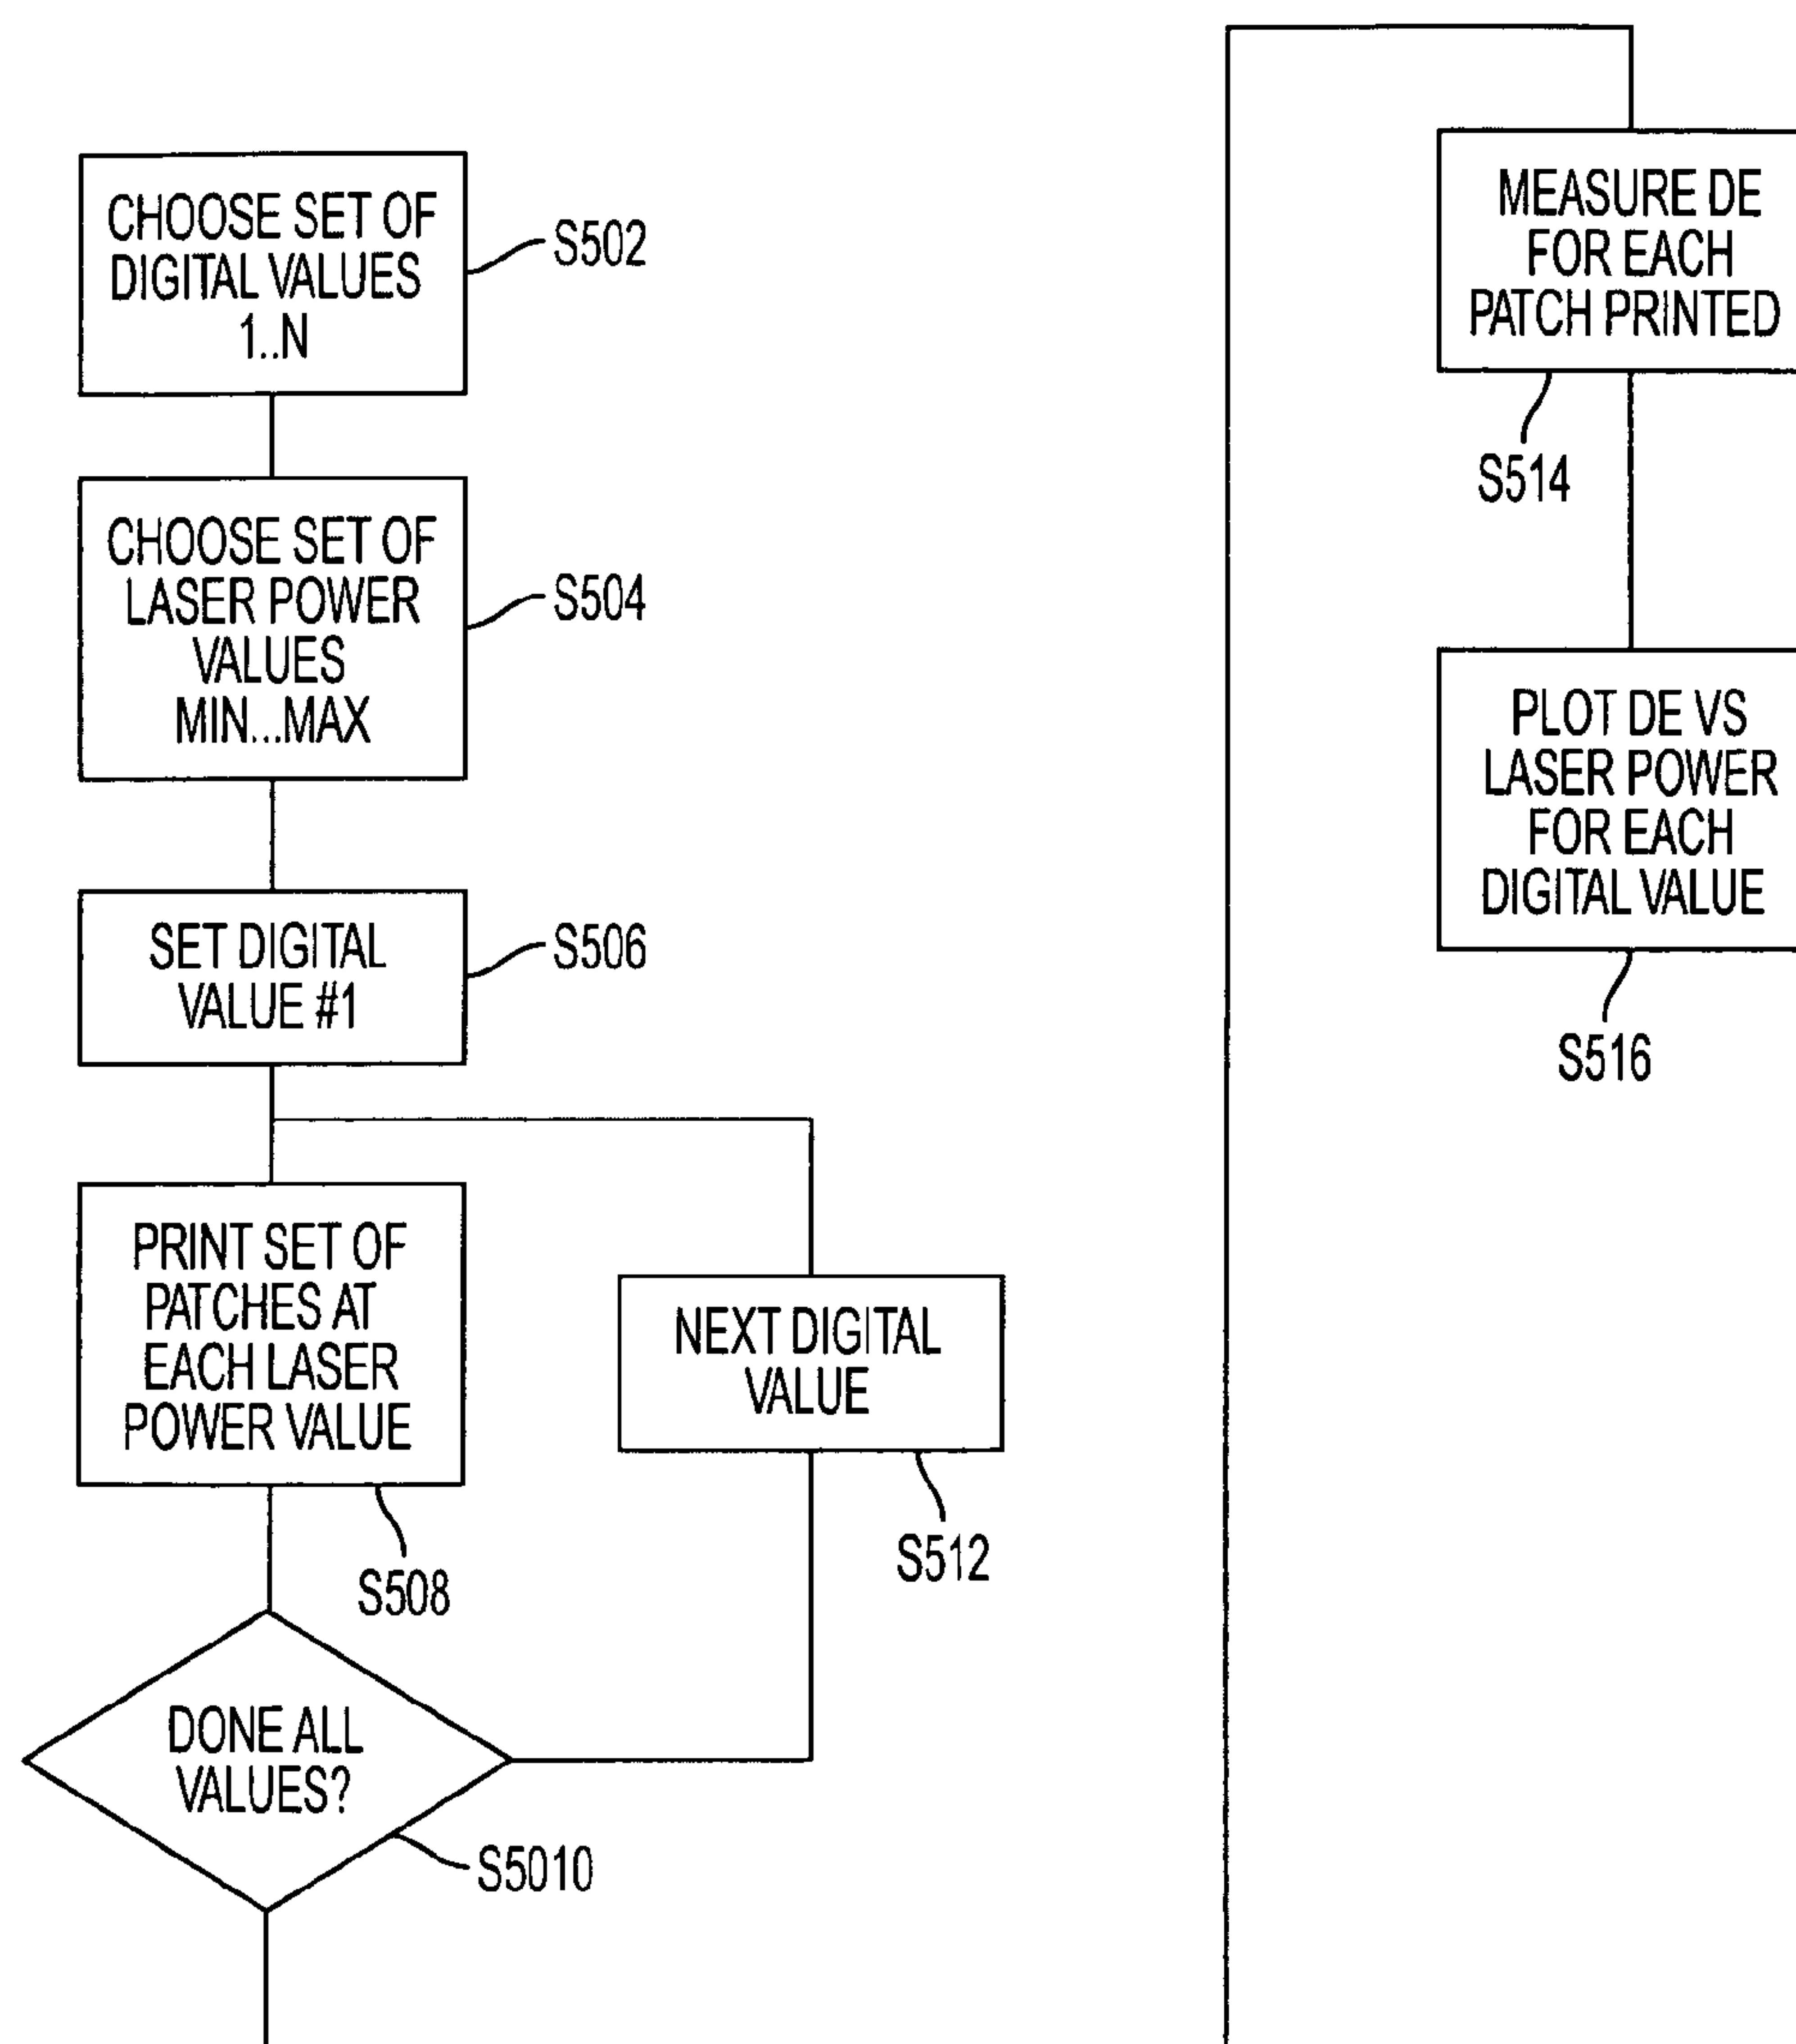 CHOOSE SET OF
DIGITAL VALUES
1..N
S502
CHOOSE SET OF
LASER POWER
VALUES
MIN...MAX
S504
SET DIGITAL
VALUE #1
S506
PRINT SET OF
PATCHES AT
EACH LASER
POWER VALUE
S508
NEXT DIGITAL
VALUE
S512
DONE ALL
VALUES?
S5010
MEASURE DE
FOR EACH
PATCH PRINTED
S514
PLOT DE VS
LASER POWER
FOR EACH
DIGITAL VALUE
S516